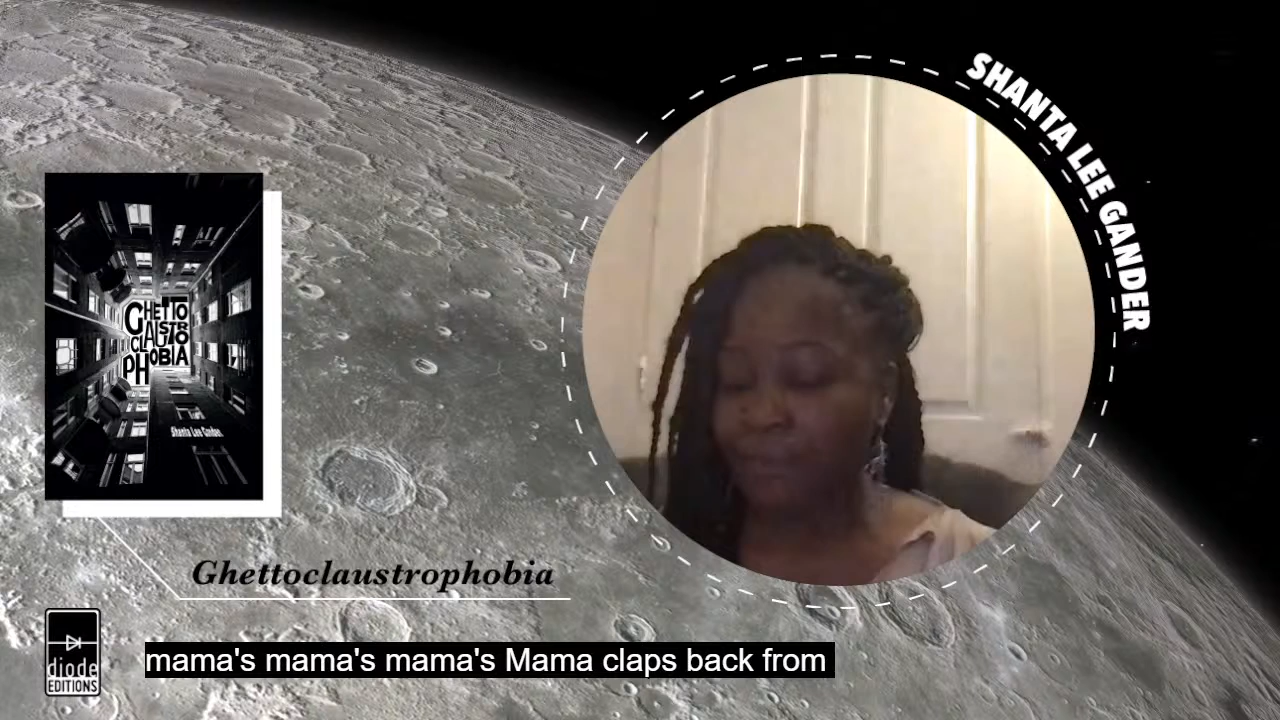 SHANTA LEE GANDER
GHETTO
CLAUSTRO
PHOBIA
Shanta Lee Gander
Ghettoclaustrophobia
diode
EDITIONS
mama's mama's mama's Mama claps back from